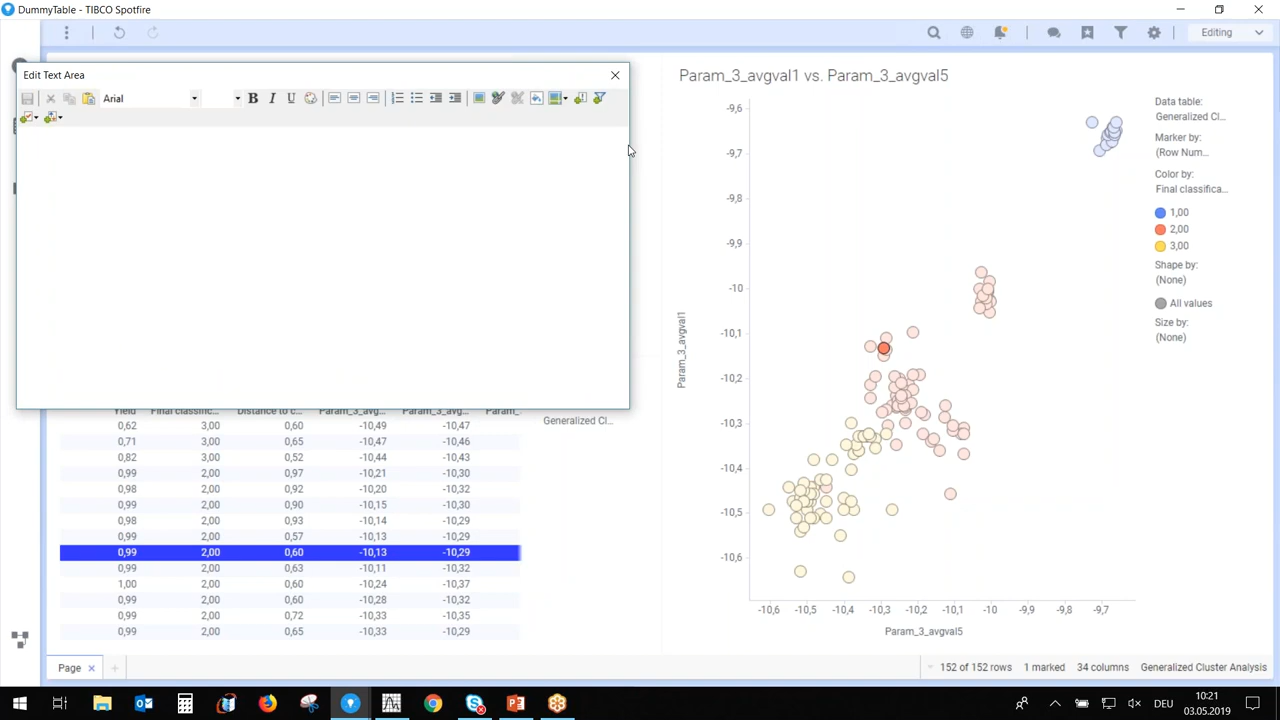 DummyTable - TIBCO Spotfire
Editing
Edit Text Area
Arial
B I U
Param_3_avgval1 vs. Param_3_avgval5
-9,6
-9,7
-9,8
-9,9
-10
-10,1
-10,2
-10,3
-10,4
-10,5
-10,6
Param_3_avgval1
-10,6 -10,5 -10,4 -10,3 -10,2 -10,1 -10 -9,9 -9,8 -9,7
Param_3_avgval5
Data table:
Generalized Cl...
Marker by:
(Row Num...
Color by:
Final classifica...
1,00
2,00
3,00
Shape by:
(None)
All values
Size by:
(None)
Yield Final classific... Distance to c... Param_3_avg... Param_3_avg... Param_
0,62 3,00 0,60 -10,49 -10,47
0,71 3,00 0,65 -10,47 -10,46
0,82 3,00 0,52 -10,44 -10,43
0,99 2,00 0,97 -10,21 -10,30
0,98 2,00 0,92 -10,20 -10,32
0,99 2,00 0,90 -10,15 -10,30
0,98 2,00 0,93 -10,14 -10,29
0,99 2,00 0,57 -10,13 -10,29
0,99 2,00 0,60 -10,13 -10,29
0,99 2,00 0,63 -10,11 -10,32
1,00 2,00 0,60 -10,24 -10,37
0,99 2,00 0,60 -10,28 -10,32
0,99 2,00 0,72 -10,33 -10,35
0,99 2,00 0,65 -10,33 -10,29
Generalized Cl...
Page
152 of 152 rows 1 marked 34 columns Generalized Cluster Analysis
DEU
10:21
03.05.2019